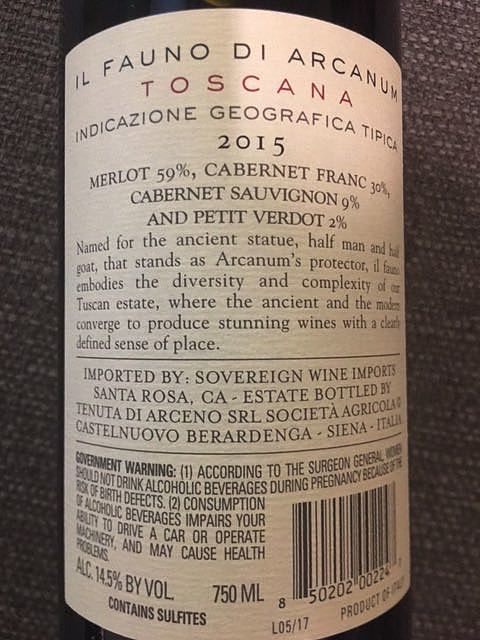 IL FAUNO DI ARCANUM
TOSCANA
INDICAZIONE GEOGRAFICA TIPICA
2015
MERLOT 59%, CABERNET FRANC 30%,
CABERNET SAUVIGNON 9%
AND PETIT VERDOT 2%
Named for the ancient statue, half man and half
goat, that stands as Arcanum's protector, il fauno
embodies the diversity and complexity of our
Tuscan estate, where the ancient and the modern
converge to produce stunning wines with a clearly
defined sense of place.
IMPORTED BY: SOVEREIGN WINE IMPORTS
SANTA ROSA, CA - ESTATE BOTTLED BY
TENUTA DI ARCENO SRL SOCIETÀ AGRICOLA ©
CASTELNUOVO BERARDENGA - SIENA - ITALIA
GOVERNMENT WARNING: (1) ACCORDING TO THE SURGEON GENERAL, WOMEN
SHOULD NOT DRINK ALCOHOLIC BEVERAGES DURING PREGNANCY BECAUSE OF THE
RISK OF BIRTH DEFECTS. (2) CONSUMPTION
OF ALCOHOLIC BEVERAGES IMPAIRS YOUR
ABILITY TO DRIVE A CAR OR OPERATE
MACHINERY, AND MAY CAUSE HEALTH
PROBLEMS.
ALC. 14.5% BY VOL. 750 ML
CONTAINS SULFITES
8 50202 00224 7
L05/17 PRODUCT OF ITALY